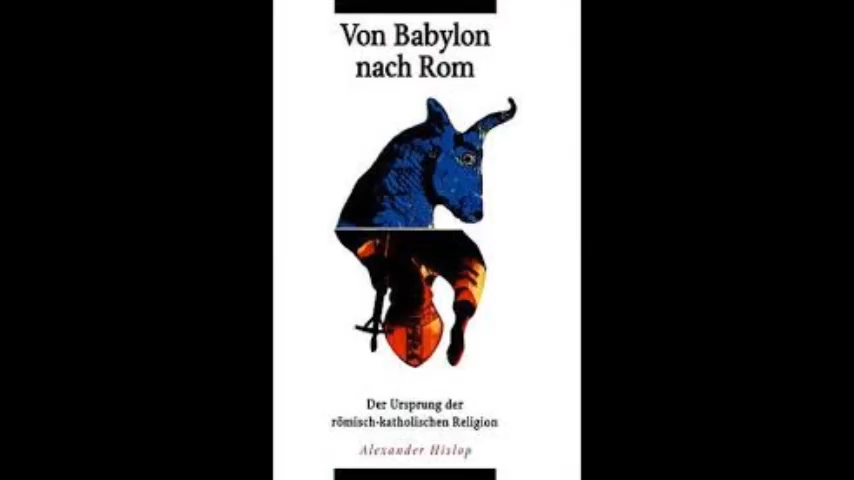 Von Babylon
nach Rom
Der Ursprung der
römisch-katholischen Religion
Alexander Hislop